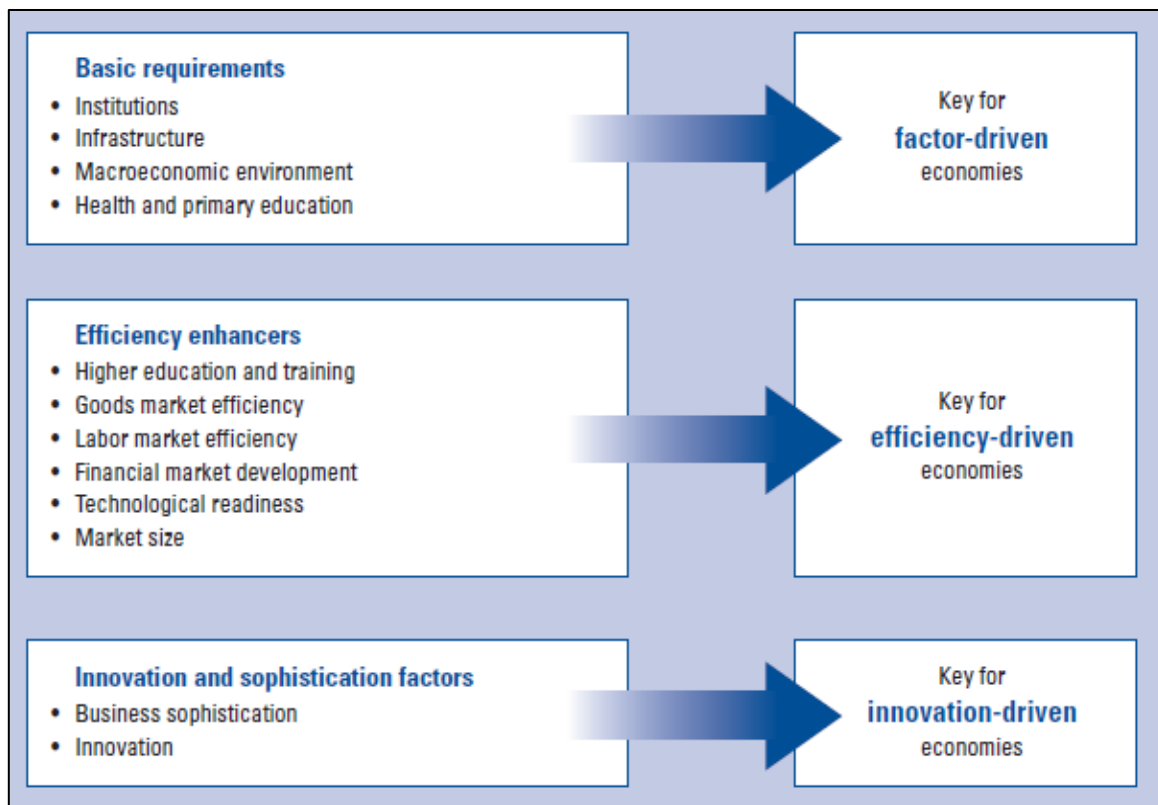 Basic requirements
• Institutions
• Infrastructure
• Macroeconomic environment
• Health and primary education
Key for
factor-driven
economies
Efficiency enhancers
• Higher education and training
• Goods market efficiency
• Labor market efficiency
• Financial market development
• Technological readiness
• Market size
Key for
efficiency-driven
economies
Innovation and sophistication factors
• Business sophistication
• Innovation
Key for
innovation-driven
economies